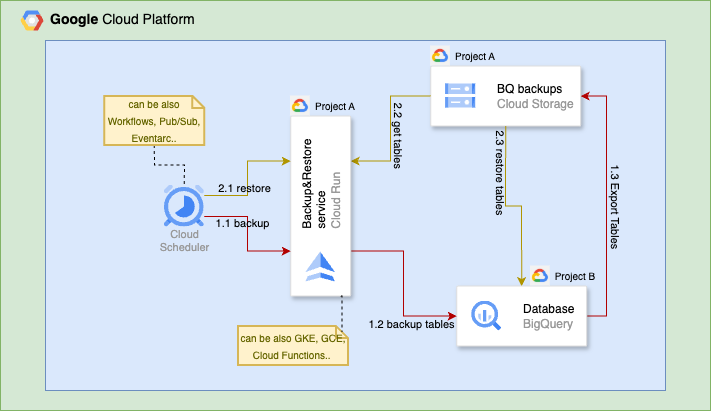 Google Cloud Platform
Project A
BQ backups
Cloud Storage
can be also
Workflows, Pub/Sub,
Eventarc..
Project A
2.2 get tables
2.3 restore tables
1.3 Export Tables
Backup&Restore
service
Cloud Run
2.1 restore
1.1 backup
Cloud
Scheduler
Project B
Database
BigQuery
1.2 backup tables
can be also GKE, GCE,
Cloud Functions..